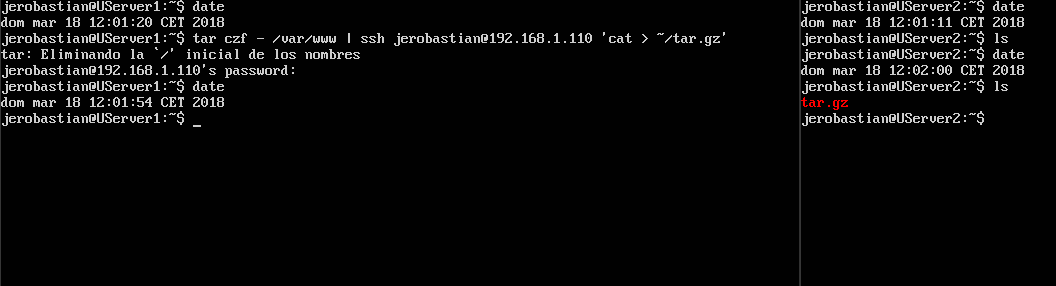 jerobastian@UServer1:~$ date
dom mar 18 12:01:20 CET 2018
jerobastian@UServer1:~$ tar czf - /var/www | ssh jerobastian@192.168.1.110 'cat > ~/tar.gz'
tar: Eliminando la `/' inicial de los nombres
jerobastian@192.168.1.110's password:
jerobastian@UServer1:~$ date
dom mar 18 12:01:54 CET 2018
jerobastian@UServer1:~$ _
jerobastian@UServer2:~$ date
dom mar 18 12:01:11 CET 2018
jerobastian@UServer2:~$ ls
jerobastian@UServer2:~$ date
dom mar 18 12:02:00 CET 2018
jerobastian@UServer2:~$ ls
tar.gz
jerobastian@UServer2:~$